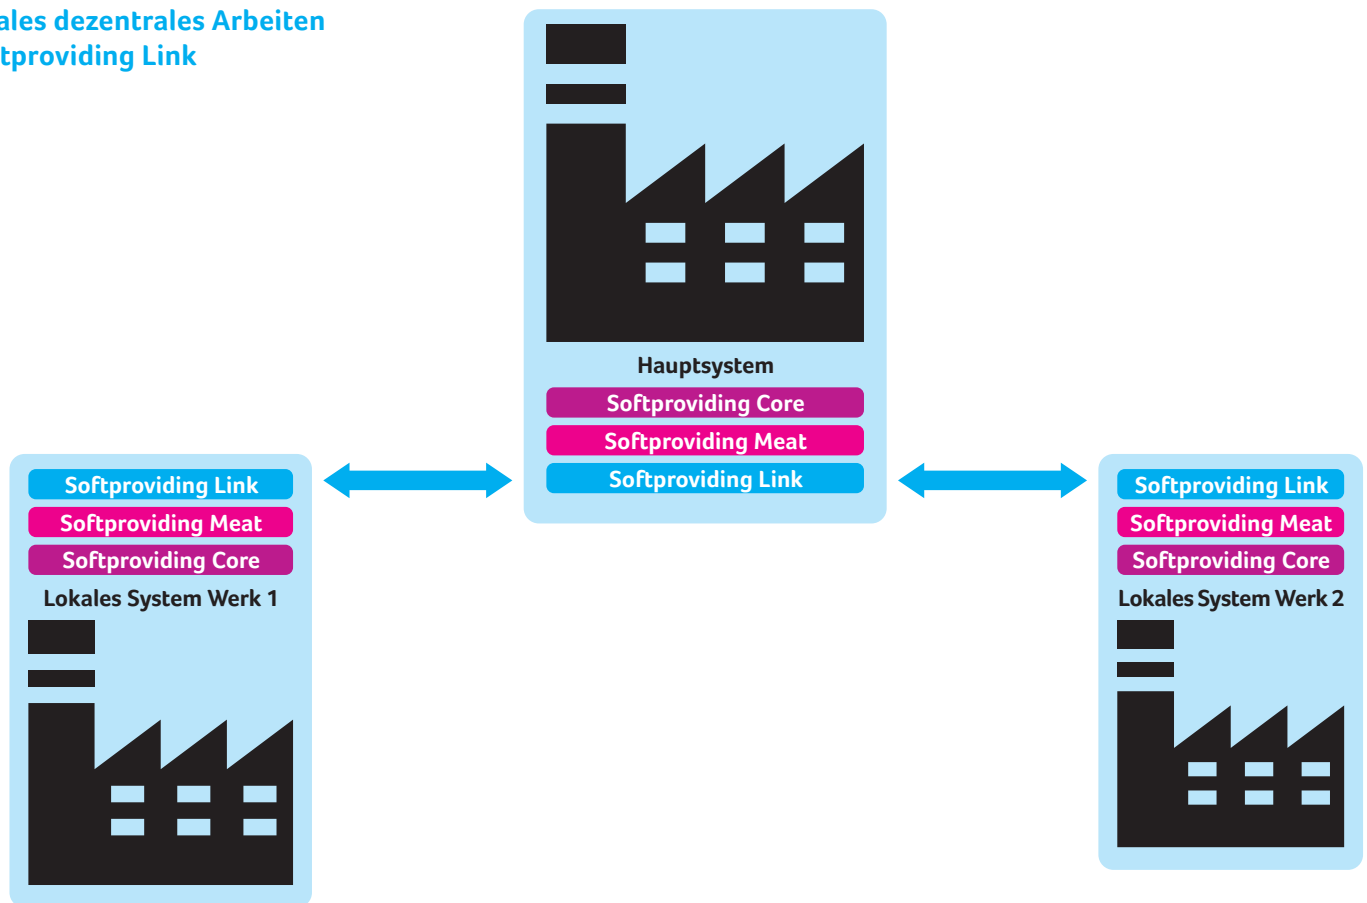 ales dezentrales Arbeiten
tproviding Link
Hauptsystem
Softproviding Core
Softproviding Meat
Softproviding Link
Softproviding Link
Softproviding Meat
Softproviding Core
Lokales System Werk 1
Softproviding Link
Softproviding Meat
Softproviding Core
Lokales System Werk 2